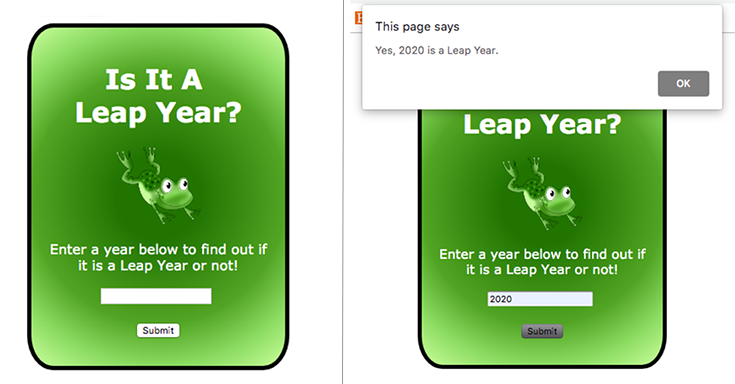 Is It A
Leap Year?
Enter a year below to find out if
it is a Leap Year or not!
Submit
This page says
Yes, 2020 is a Leap Year.
OK
Leap Year?
Enter a year below to find out if
it is a Leap Year or not!
2020
Submit